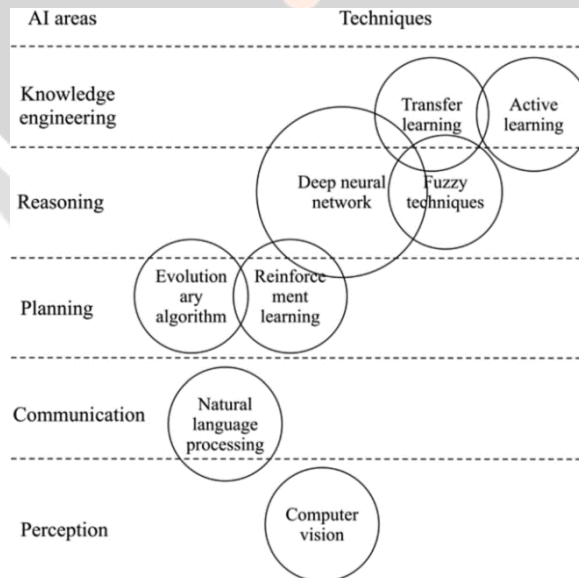 AI areas
Techniques
Knowledge
engineering
Transfer
learning
Active
learning
Reasoning
Deep neural
network
Fuzzy
techniques
Planning
Evolution
ary
algorithm
Reinforce
ment
learning
Communication
Natural
language
processing
Perception
Computer
vision